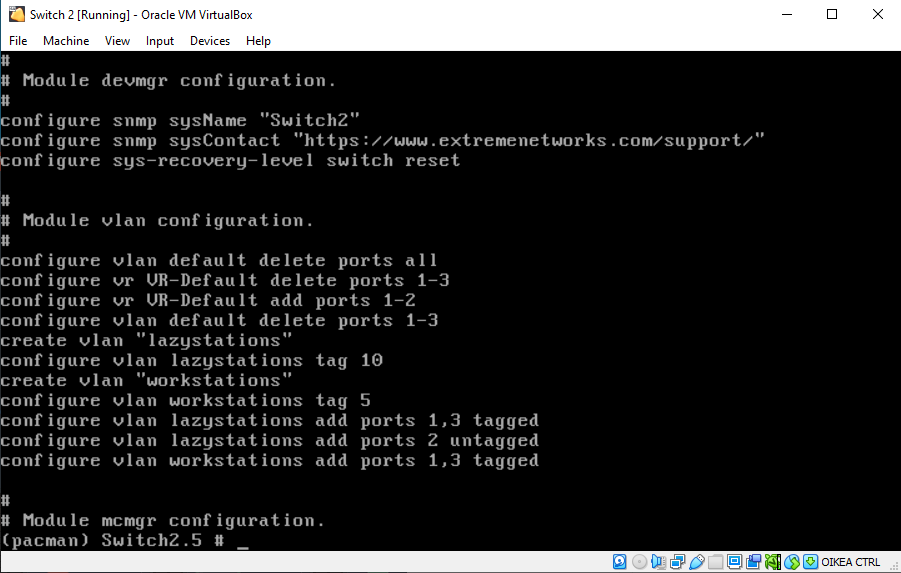 Switch 2 [Running] - Oracle VM VirtualBox
File Machine View Input Devices Help
#
# Module devmgr configuration.
#
configure snmp sysName "Switch2"
configure snmp sysContact "https://www.extremenetworks.com/support/"
configure sys-recovery-level switch reset
#
# Module vlan configuration.
#
configure vlan default delete ports all
configure vr VR-Default delete ports 1-3
configure vr VR-Default add ports 1-2
configure vlan default delete ports 1-3
create vlan "lazystations"
configure vlan lazystations tag 10
create vlan "workstations"
configure vlan workstations tag 5
configure vlan lazystations add ports 1,3 tagged
configure vlan lazystations add ports 2 untagged
configure vlan workstations add ports 1,3 tagged
#
# Module mcmgr configuration.
(pacman) Switch2.5 # _
OIKEA CTRL